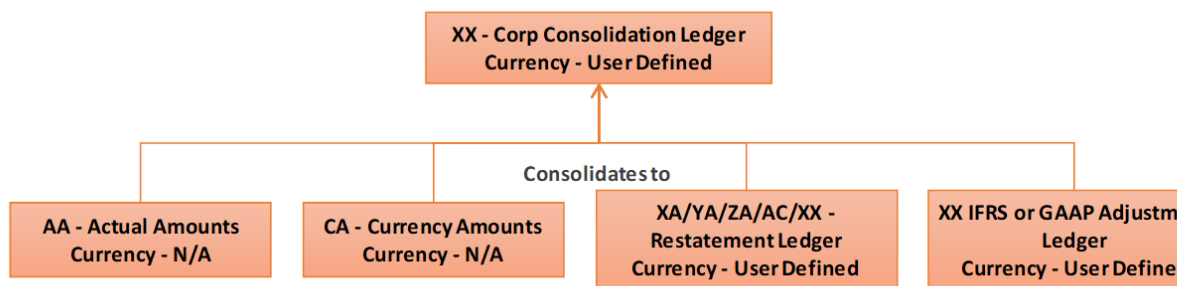 XX - Corp Consolidation Ledger
Currency - User Defined
Consolidates to
AA - Actual Amounts
Currency - N/A
CA - Currency Amounts
Currency - N/A
XA/YA/ZA/AC/XX -
Restatement Ledger
Currency - User Defined
XX IFRS or GAAP Adjustm
Ledger
Currency - User Define